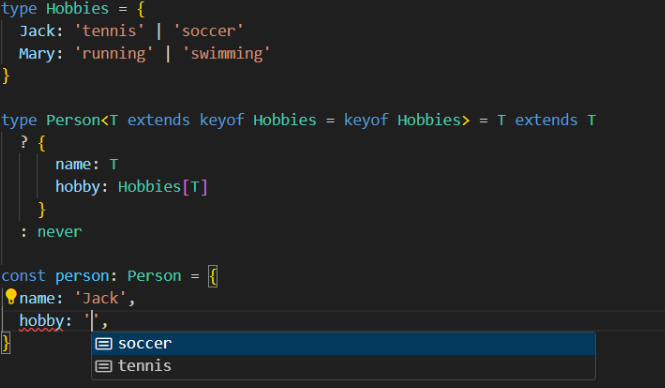 type Hobbies = {
  Jack: 'tennis' | 'soccer'
  Mary: 'running' | 'swimming'
}
type Person<T extends keyof Hobbies = keyof Hobbies> = T extends T
  ? {
      name: T
      hobby: Hobbies[T]
    }
  : never
const person: Person = {
  name: 'Jack',
  hobby: '',
}
soccer
tennis